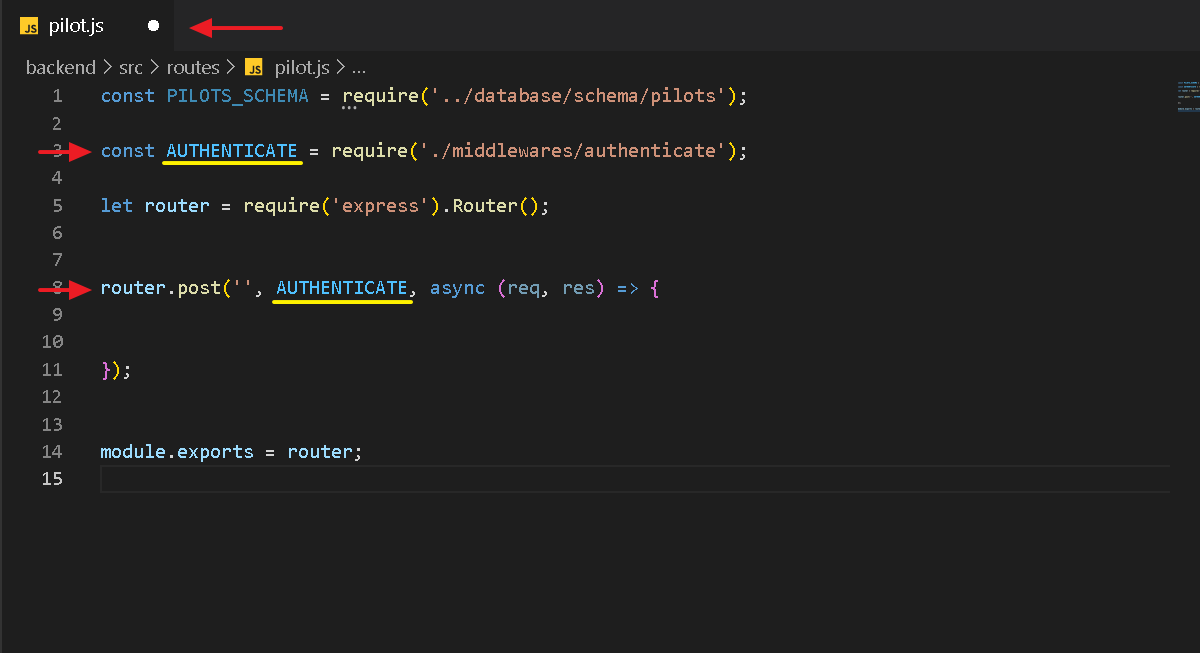 JS pilot.js
backend > src > routes > JS pilot.js > ...
1 const PILOTS_SCHEMA = require('../database/schema/pilots');
2
3 const AUTHENTICATE = require('./middlewares/authenticate');
4
5 let router = require('express').Router();
6
7
8 router.post('', AUTHENTICATE, async (req, res) => {
9
10
11 });
12
13
14 module.exports = router;
15